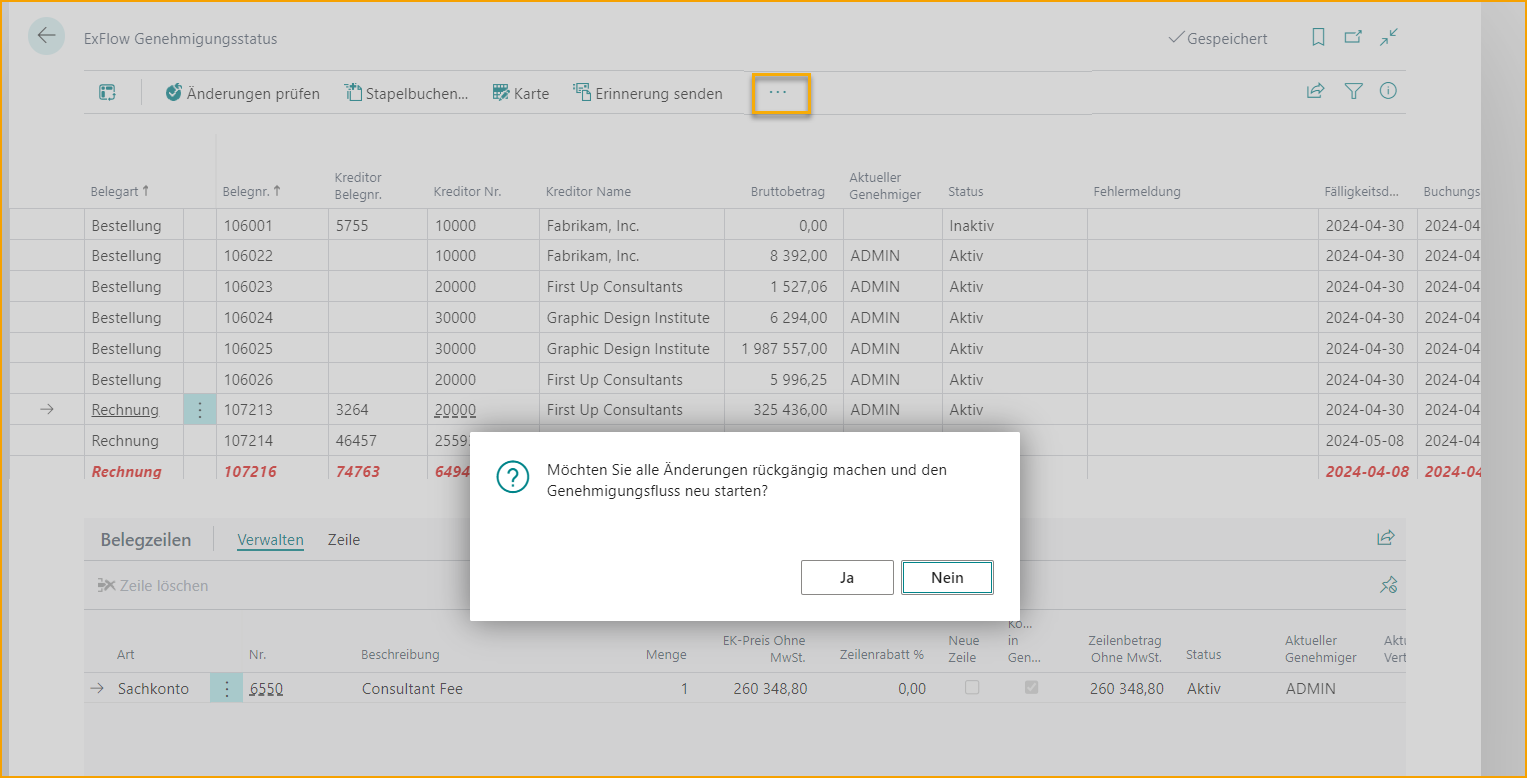 ExFlow Genehmigungsstatus
Gespeichert
Änderungen prüfen Stapelbuchen... Karte Erinnerung senden ...
Belegart ↑ Belegnr. ↑ Kreditor Belegnr. Kreditor Nr. Kreditor Name Bruttobetrag Aktueller Genehmiger Status Fehlermeldung Fälligkeitsd... Buchungs
Bestellung 106001 5755 10000 Fabrikam, Inc. 0,00 Inaktiv 2024-04-30 2024-04
Bestellung 106022 10000 Fabrikam, Inc. 8 392,00 ADMIN Aktiv 2024-04-30 2024-04
Bestellung 106023 20000 First Up Consultants 1 527,06 ADMIN Aktiv 2024-04-30 2024-04
Bestellung 106024 30000 Graphic Design Institute 6 294,00 ADMIN Aktiv 2024-04-30 2024-04
Bestellung 106025 30000 Graphic Design Institute 1 987 557,00 ADMIN Aktiv 2024-04-30 2024-04
Bestellung 106026 20000 First Up Consultants 5 996,25 ADMIN Aktiv 2024-04-30 2024-04
Rechnung 107213 3264 20000 First Up Consultants 325 436,00 ADMIN Aktiv 2024-04-30 2024-04
Rechnung 107214 46457 2559 2024-05-08 2024-04
Rechnung 107216 74763 6494 2024-04-08 2024-04
Möchten Sie alle Änderungen rückgängig machen und den
Genehmigungsfluss neu starten?
Ja Nein
Belegzeilen Verwalten Zeile
Zeile löschen
Art Nr. Beschreibung Menge EK-Preis Ohne MwSt. Zeilenrabatt % Neue Zeile Ko... in Gen... Zeilenbetrag Ohne MwSt. Status Aktueller Genehmiger Aktu Vert
Sachkonto 6550 Consultant Fee 1 260 348,80 0,00 260 348,80 Aktiv ADMIN